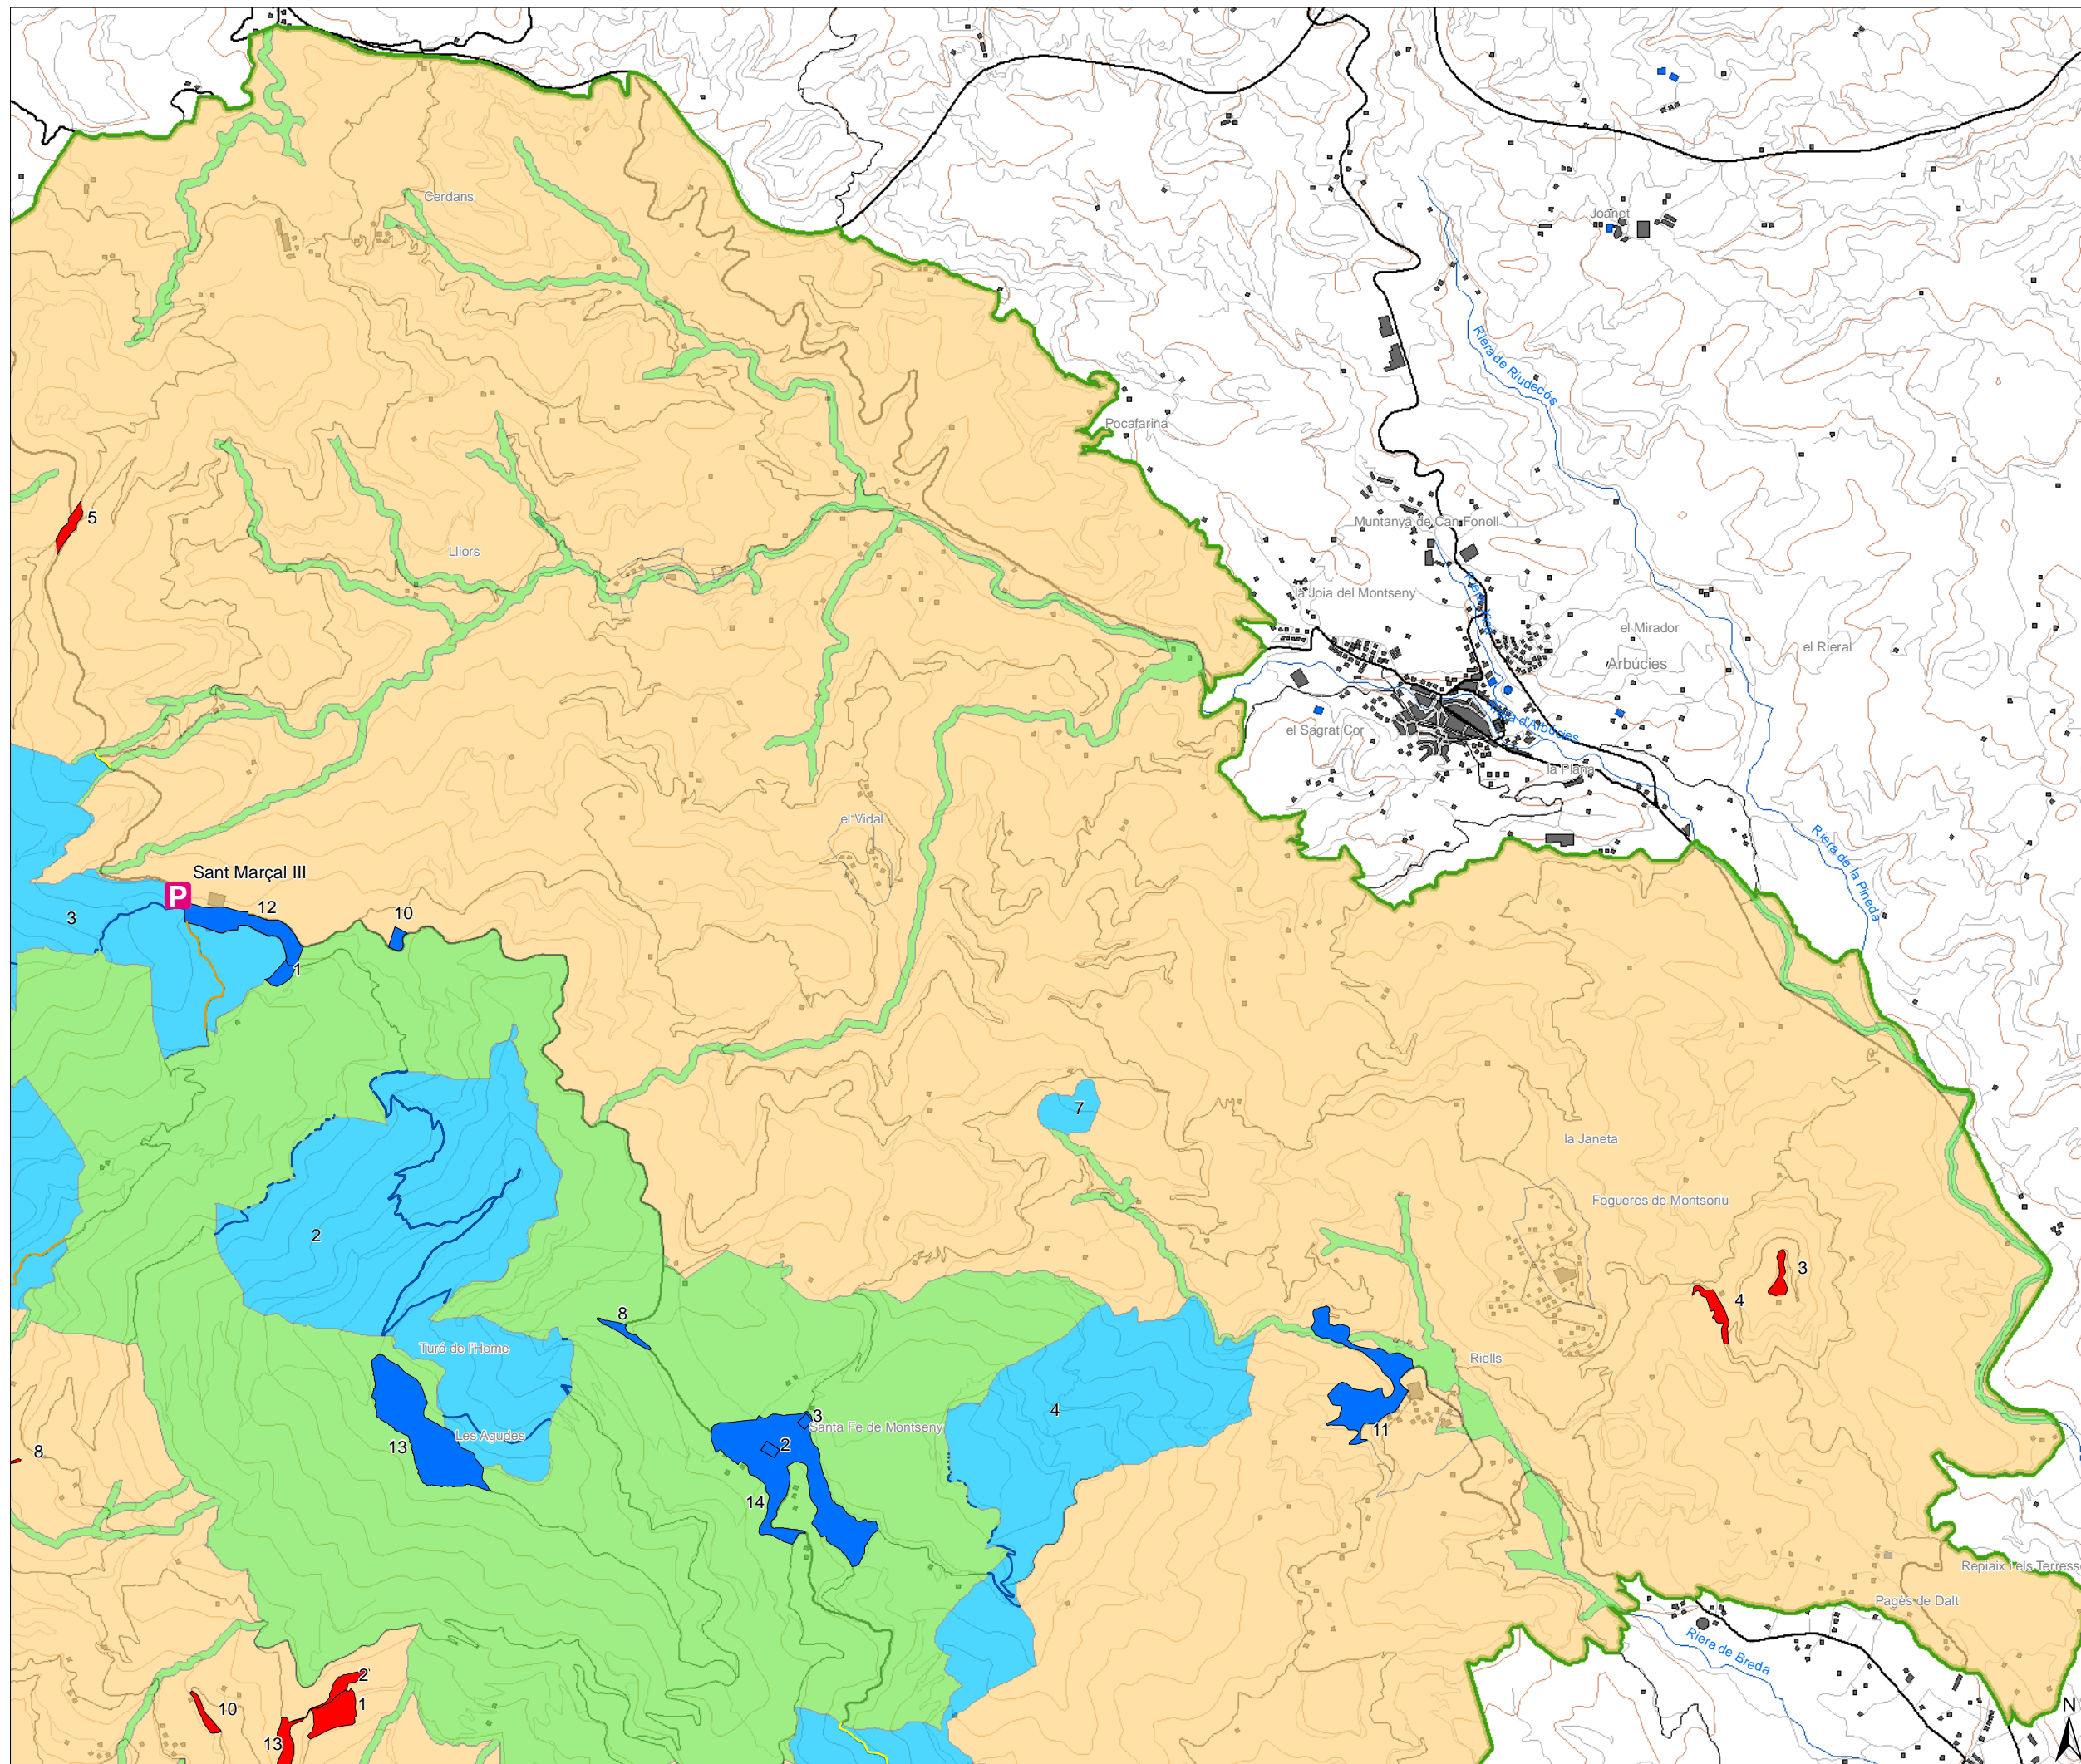 Cerdans
Joanet
Riera de Riudecós
Pocafarina
5
Muntanya de Can Fonoll
Lliors
la Joia del Montseny
el Mirador
el Rieral
Arbúcies
el Sagrat Cor
Riera d'Arbúcies
la Plana
el Vidal
Riera de la Pineda
Sant Marçal III
P
12
10
3
1
7
la Janeta
Fogueres de Montsoriu
2
3
4
8
Turó de l'Home
Riells
4
3
Santa Fe de Montseny
11
Les Agudes
13
2
8
14
Repiaix i els Terress
Pagès de Dalt
Riera de Breda
2
10
1
N
13